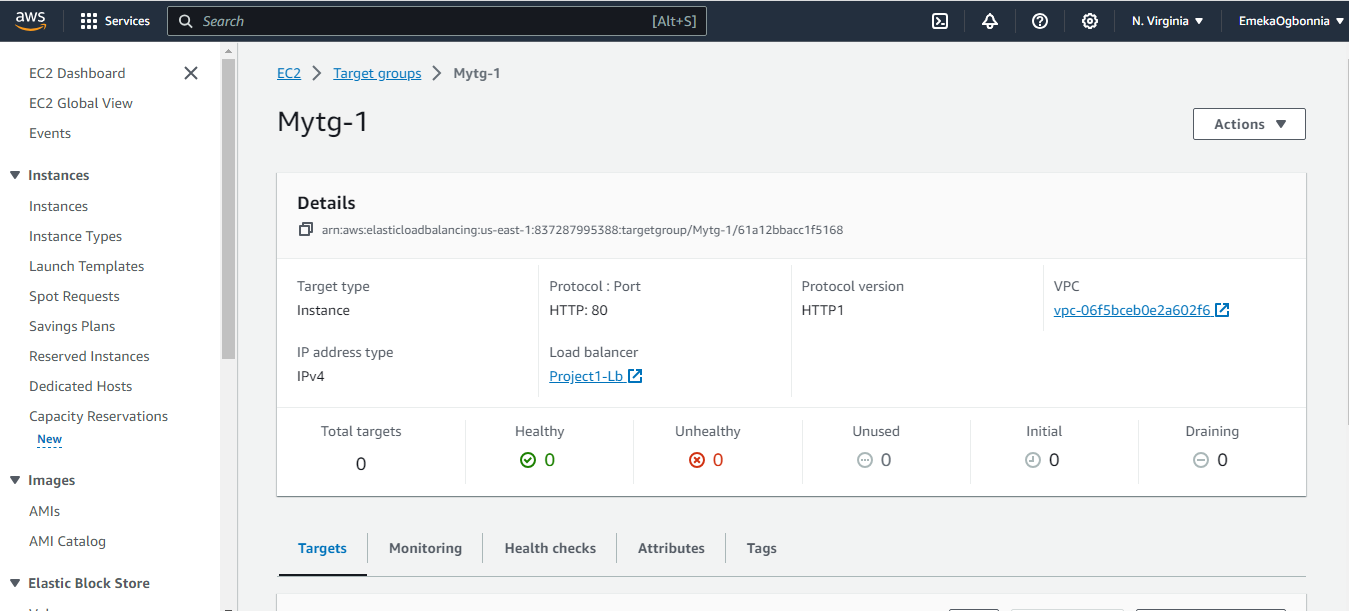 aws
Services
Search
[Alt+S]
N. Virginia
EmekaOgbonnia
EC2 Dashboard
EC2 Global View
Events
Instances
Instances
Instance Types
Launch Templates
Spot Requests
Savings Plans
Reserved Instances
Dedicated Hosts
Capacity Reservations
New
Images
AMIs
AMI Catalog
Elastic Block Store
EC2
Target groups
Mytg-1
Mytg-1
Actions
Details
arn:aws:elasticloadbalancing:us-east-1:837287995388:targetgroup/Mytg-1/61a12bbacc1f5168
Target type
Instance
Protocol : Port
HTTP: 80
Protocol version
HTTP1
VPC
vpc-06f5bceb0e2a602f6
IP address type
IPv4
Load balancer
Project1-Lb
Total targets
0
Healthy
0
Unhealthy
0
Unused
0
Initial
0
Draining
0
Targets
Monitoring
Health checks
Attributes
Tags